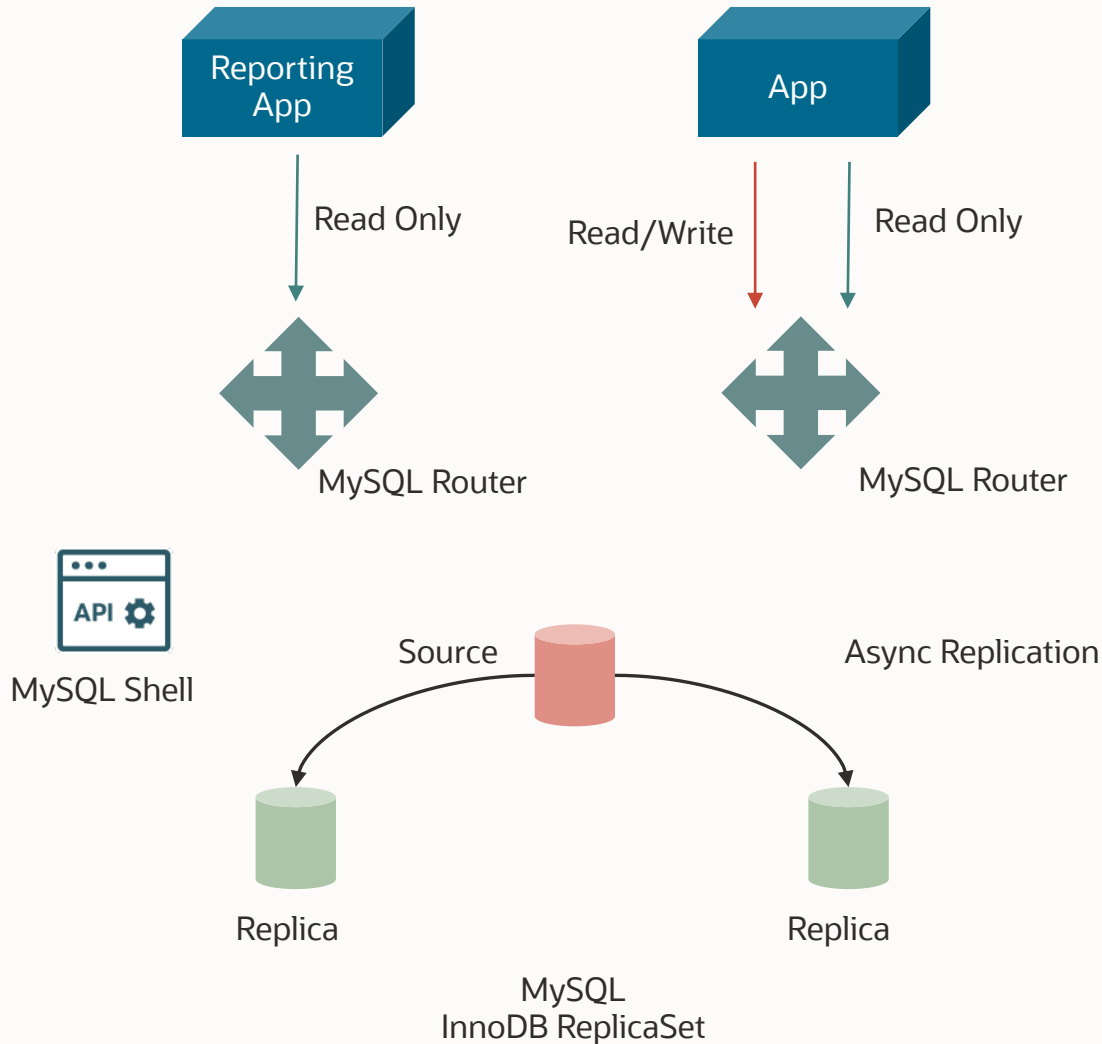 Reporting
App
App
Read Only
Read/Write
Read Only
MySQL Router
MySQL Router
API
MySQL Shell
Source
Async Replication
Replica
Replica
MySQL
InnoDB ReplicaSet